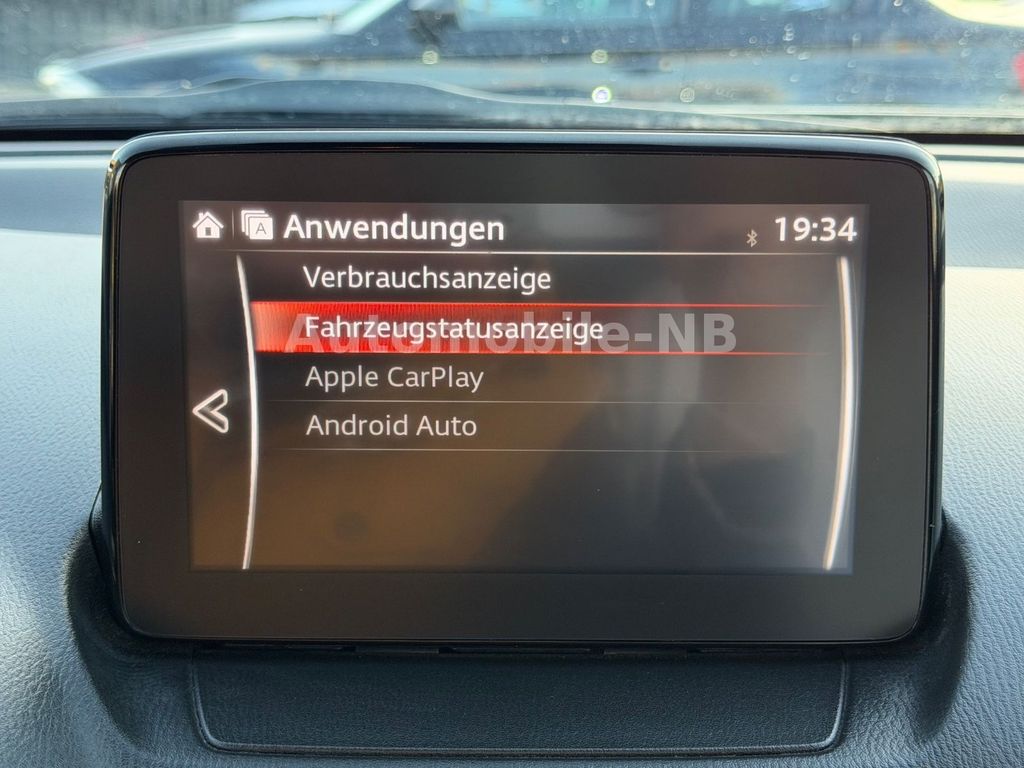 Anwendungen
19:34
Verbrauchsanzeige
Fahrzeugstatusanzeige
Automobile-NB
Apple CarPlay
Android Auto